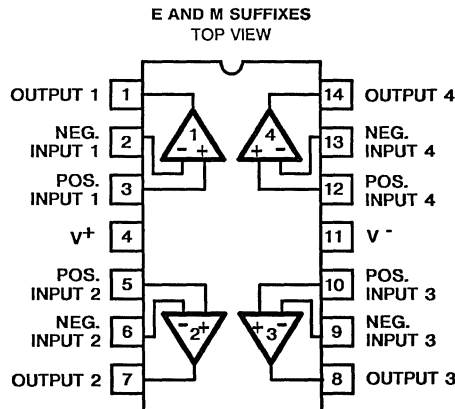 E AND M SUFFIXES
TOP VIEW
OUTPUT 1 1 14 OUTPUT 4
NEG. INPUT 1 2 13 NEG. INPUT 4
1 4
- + + -
POS. INPUT 1 3 12 POS. INPUT 4
V+ 4 11 V -
POS. INPUT 2 5 10 POS. INPUT 3
- + + -
2 3
NEG. INPUT 2 6 9 NEG. INPUT 3
OUTPUT 2 7 8 OUTPUT 3